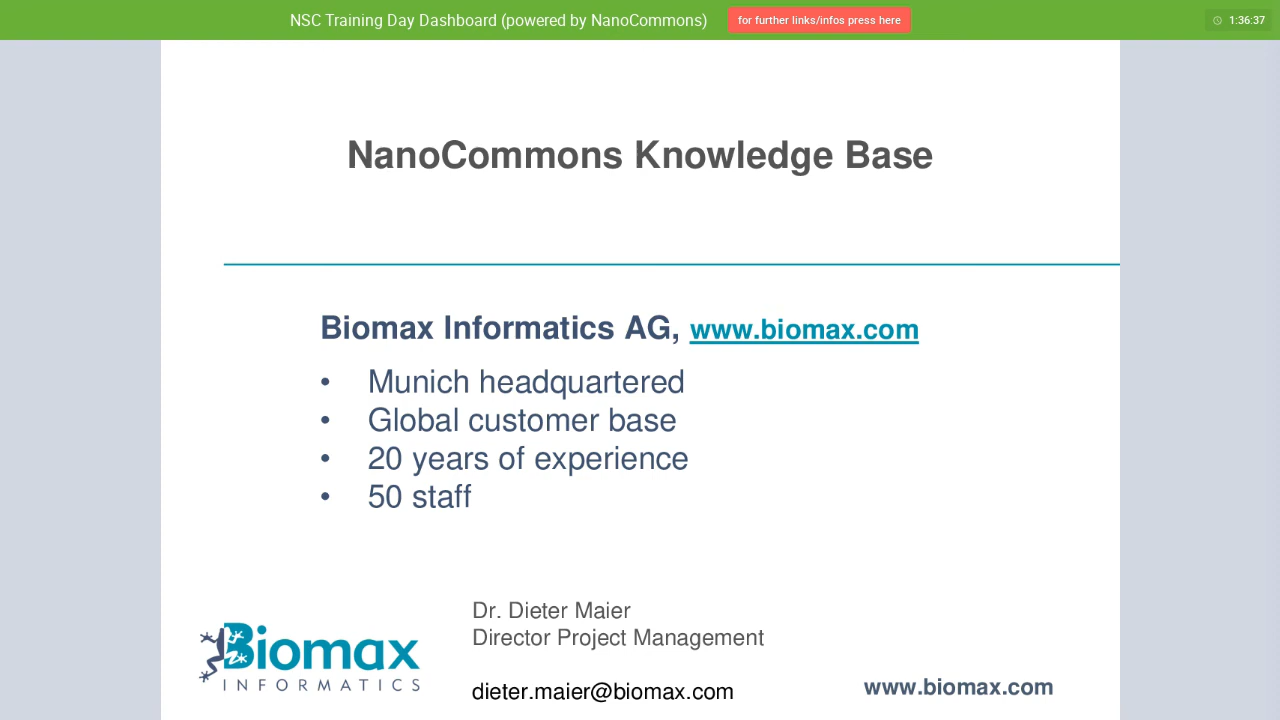 NSC Training Day Dashboard (powered by NanoCommons) for further links/infos press here 1:36:37
NanoCommons Knowledge Base
Biomax Informatics AG, www.biomax.com
• Munich headquartered
• Global customer base
• 20 years of experience
• 50 staff
Dr. Dieter Maier
Director Project Management
Biomax
INFORMATICS
dieter.maier@biomax.com
www.biomax.com